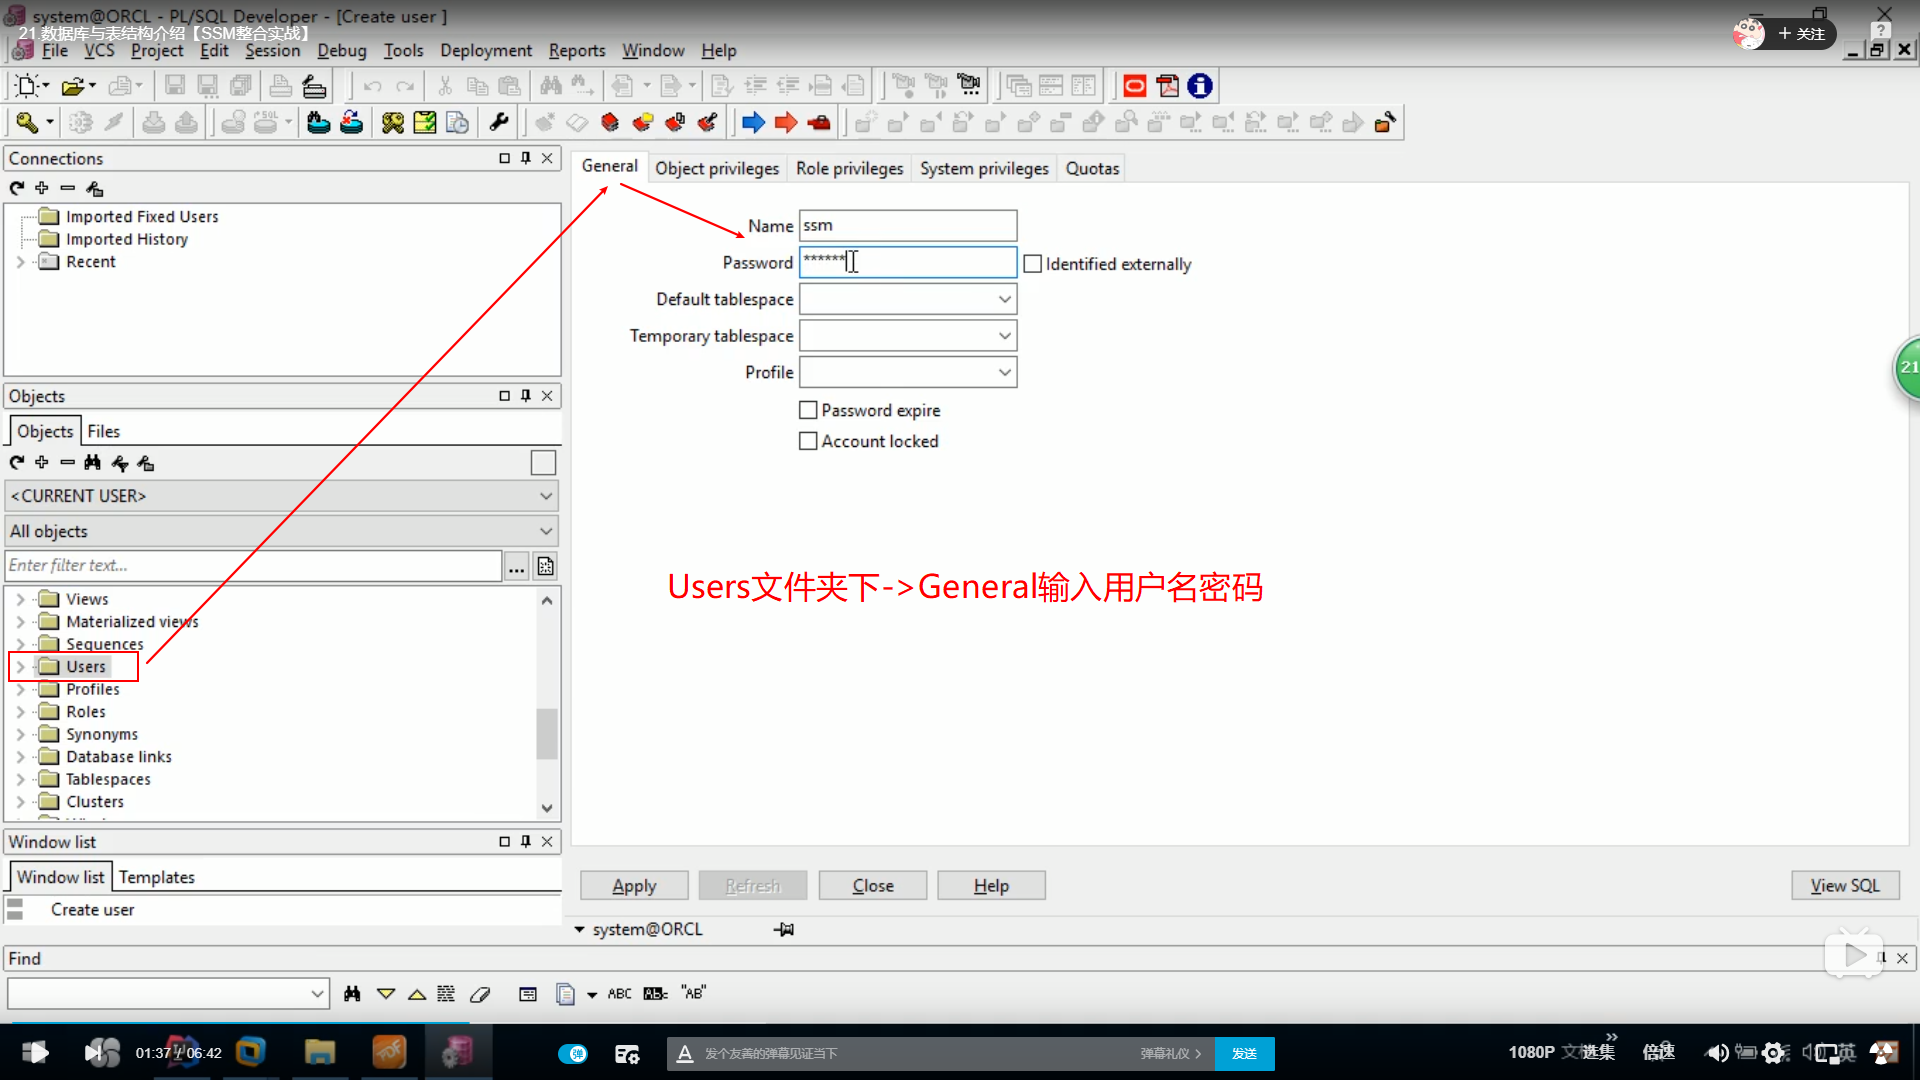 system@ORCL - PL/SQL Developer - [Create user ]
21.数据库与表结构介绍【SSM整合实战】
File VCS Project Edit Session Debug Tools Deployment Reports Window Help
+ 关注
?
Connections
Imported Fixed Users
Imported History
Recent
Objects
Objects Files
<CURRENT USER>
All objects
Enter filter text...
...
Views
Materialized views
Sequences
Users
Profiles
Roles
Synonyms
Database links
Tablespaces
Clusters
Window list
Window list Templates
Create user
General Object privileges Role privileges System privileges Quotas
Name ssm
Password ******
Identified externally
Default tablespace
Temporary tablespace
Profile
Password expire
Account locked
21
Users文件夹下->General输入用户名密码
Apply Refresh Close Help View SQL
system@ORCL
Find
ABC Abc "AB"
01:37 / 06:42
弹
A 发个友善的弹幕见证当下 弹幕礼仪 > 发送
1080P 选集 倍速 英